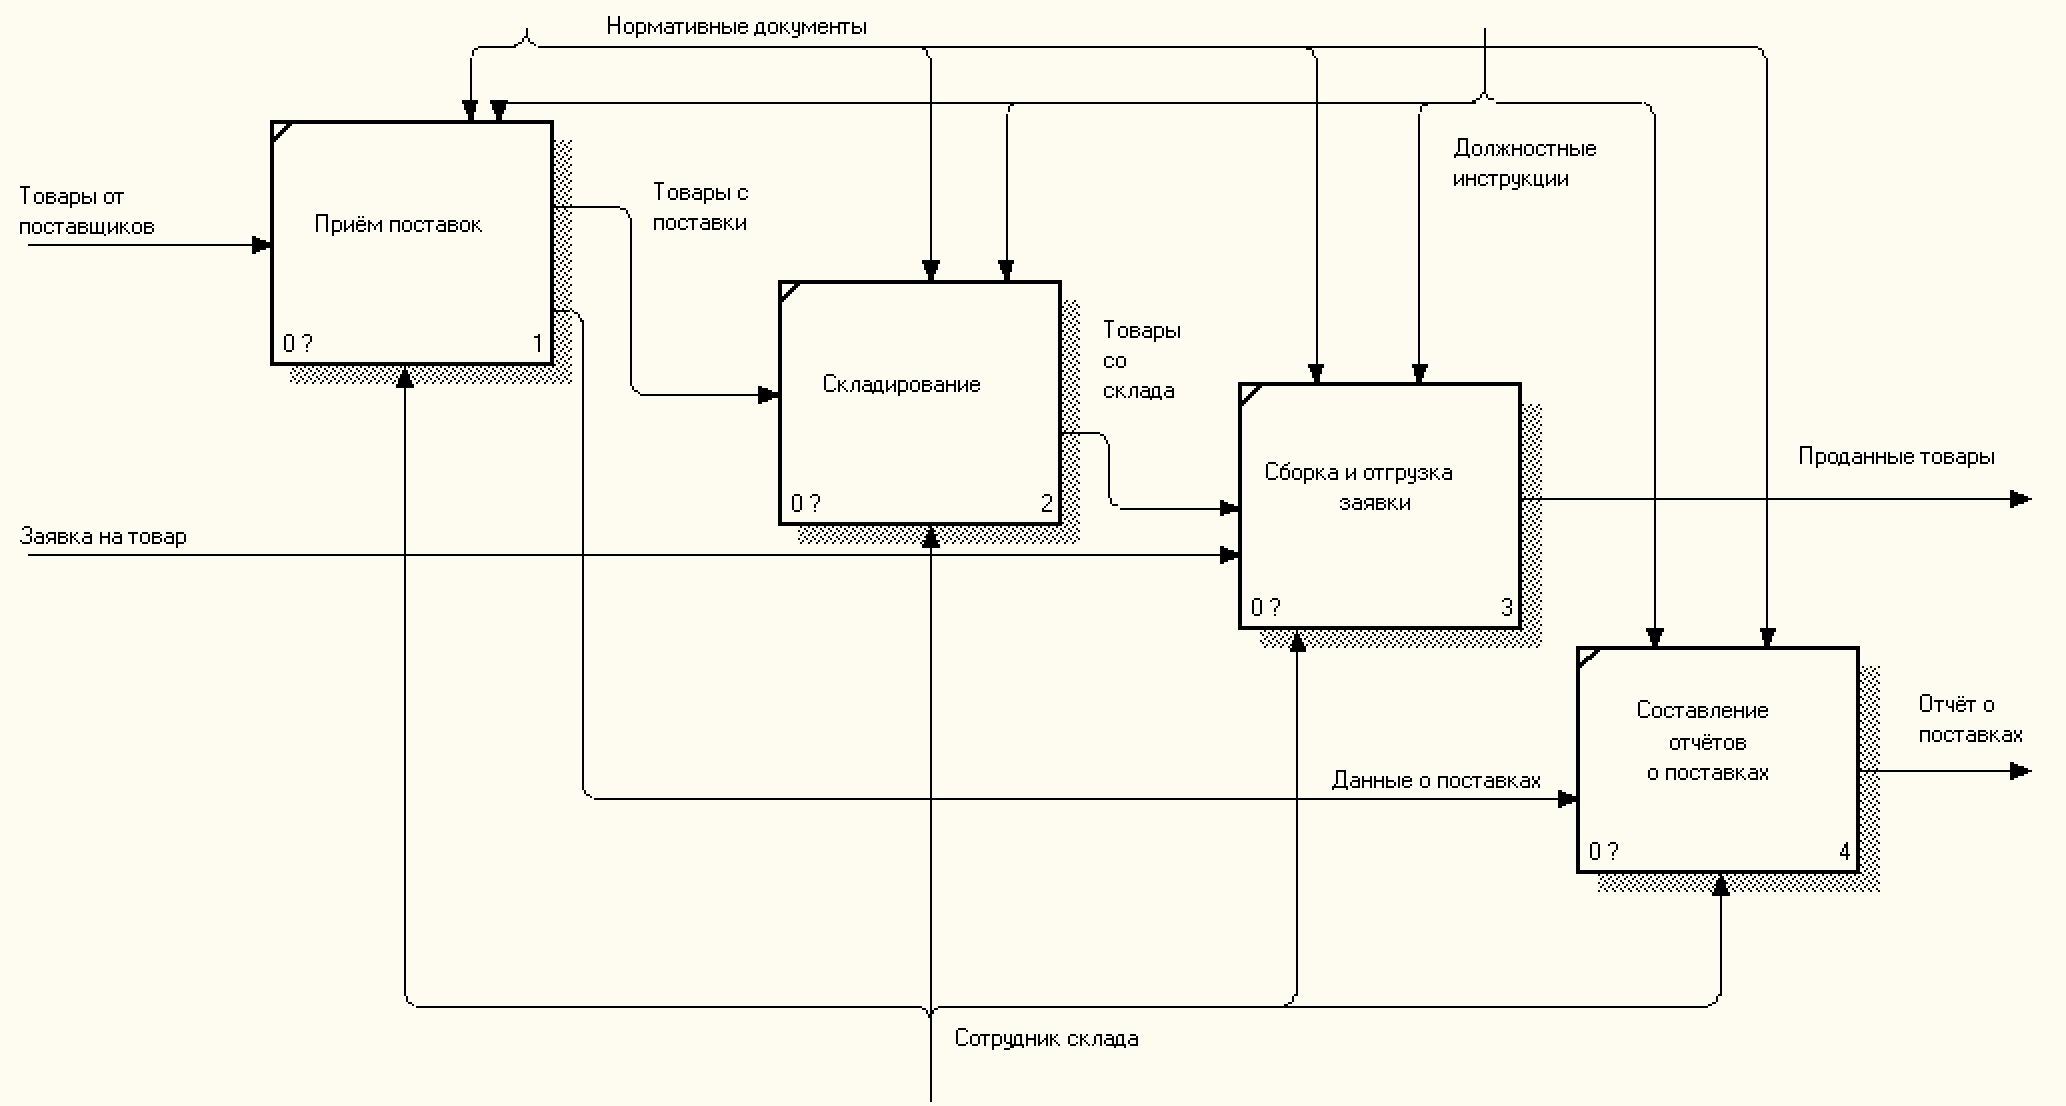 Нормативные документы
Должностные
инструкции
Товары от
поставщиков
Приём поставок
0 ?
1
Товары с
поставки
Складирование
0 ?
2
Товары
со
склада
Заявка на товар
Сборка и отгрузка
заявки
0 ?
3
Проданные товары
Данные о поставках
Составление
отчётов
о поставках
0 ?
4
Отчёт о
поставках
Сотрудник склада